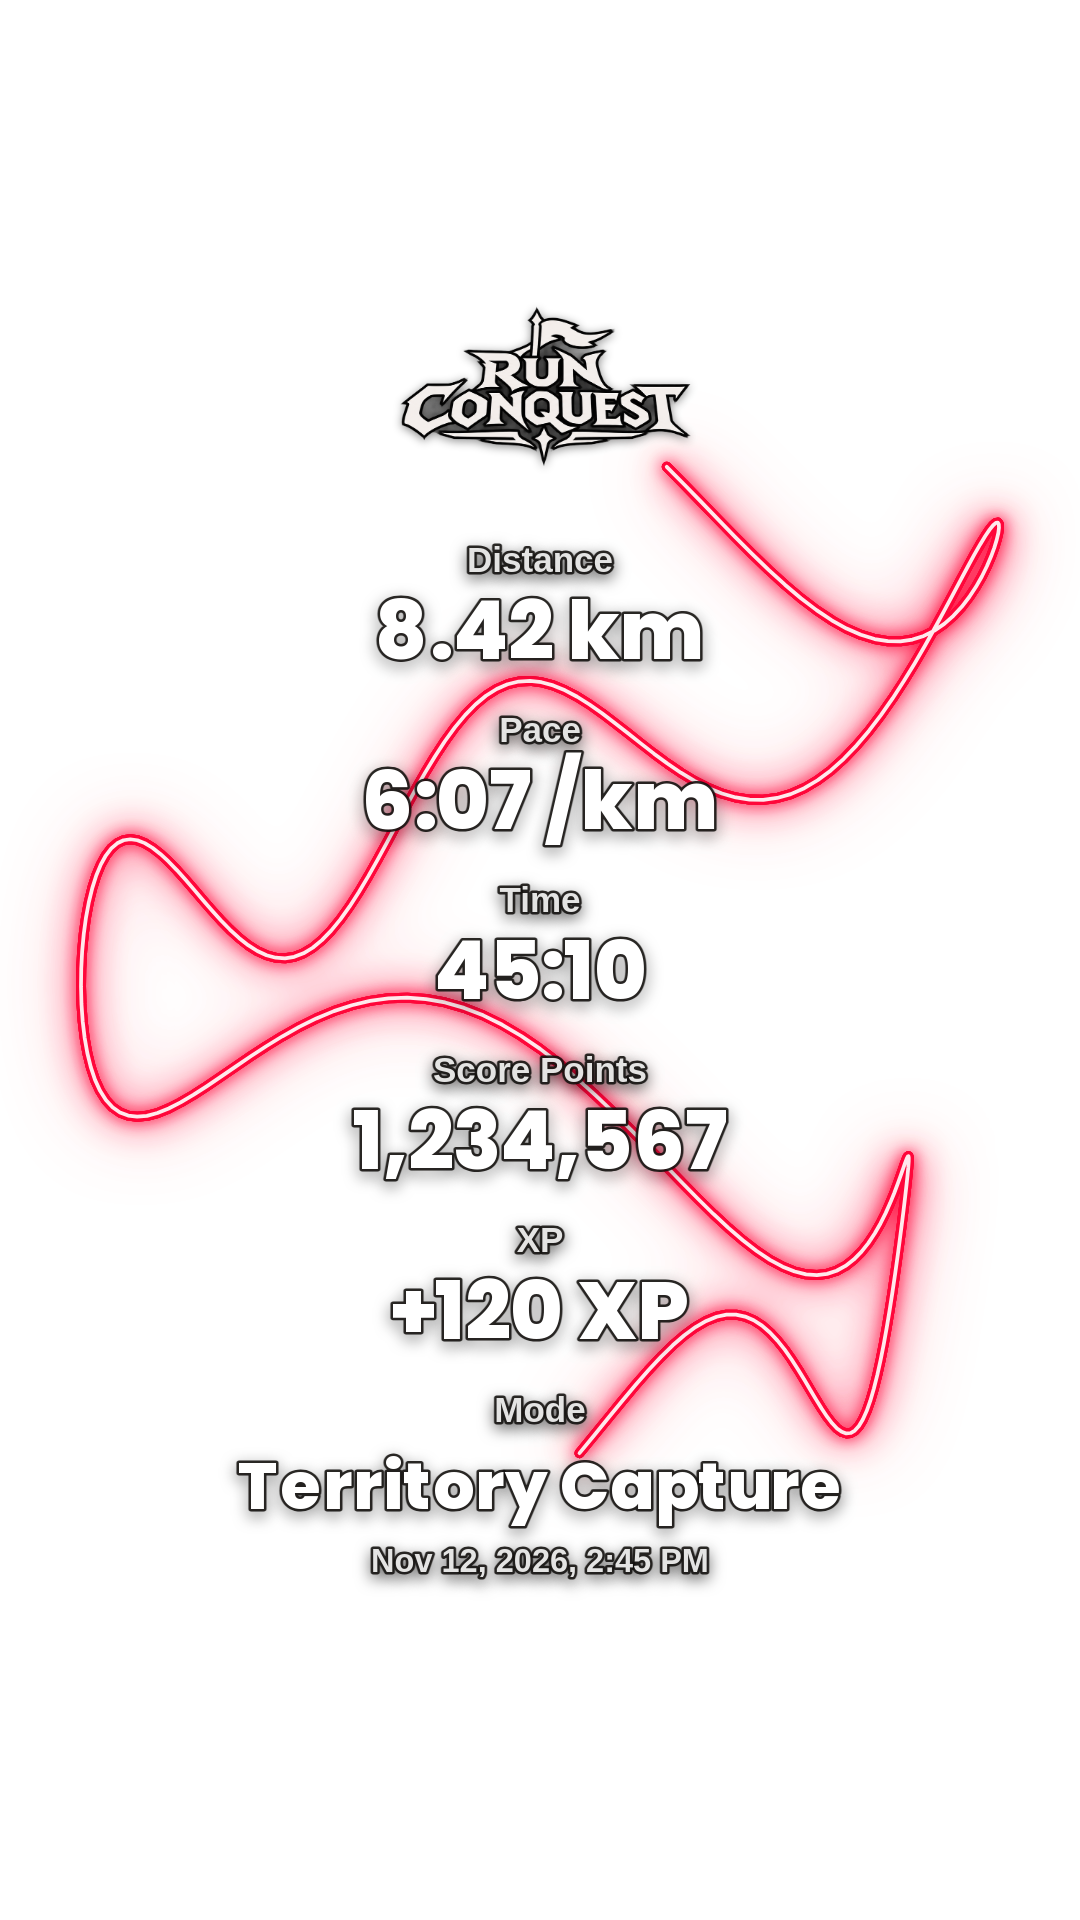 RUN
CONQUEST
Distance
8.42 km
Pace
6:07 /km
Time
45:10
Score Points
1,234,567
XP
+120 XP
Mode
Territory Capture
Nov 12, 2026, 2:45 PM